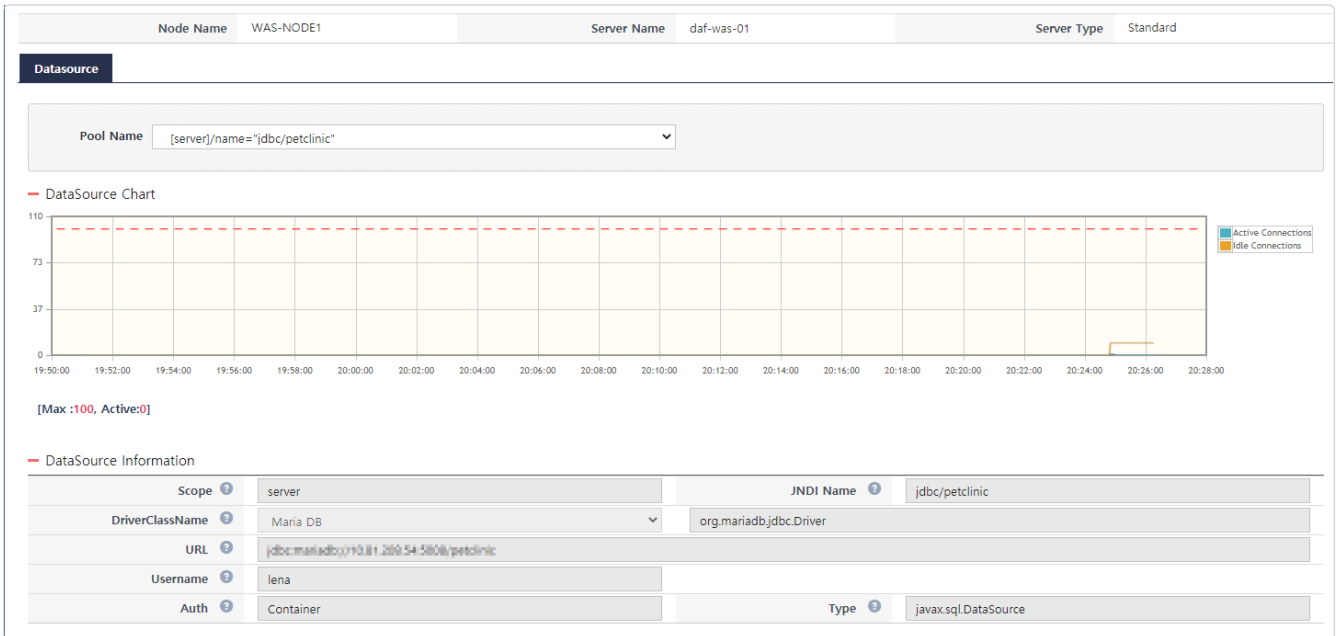 Node Name WAS-NODE1 Server Name daf-was-01 Server Type Standard
Datasource
Pool Name [server]/name="jdbc/petclinic"
DataSource Chart
110
73
37
0
Active Connections
Idle Connections
19:50:00 19:52:00 19:54:00 19:56:00 19:58:00 20:00:00 20:02:00 20:04:00 20:06:00 20:08:00 20:10:00 20:12:00 20:14:00 20:16:00 20:18:00 20:20:00 20:22:00 20:24:00 20:26:00 20:28:00
[Max :100, Active:0]
DataSource Information
Scope ? server JNDI Name ? jdbc/petclinic
DriverClassName ? Maria DB org.mariadb.jdbc.Driver
URL ?
Username ? lena
Auth ? Container Type ? javax.sql.DataSource